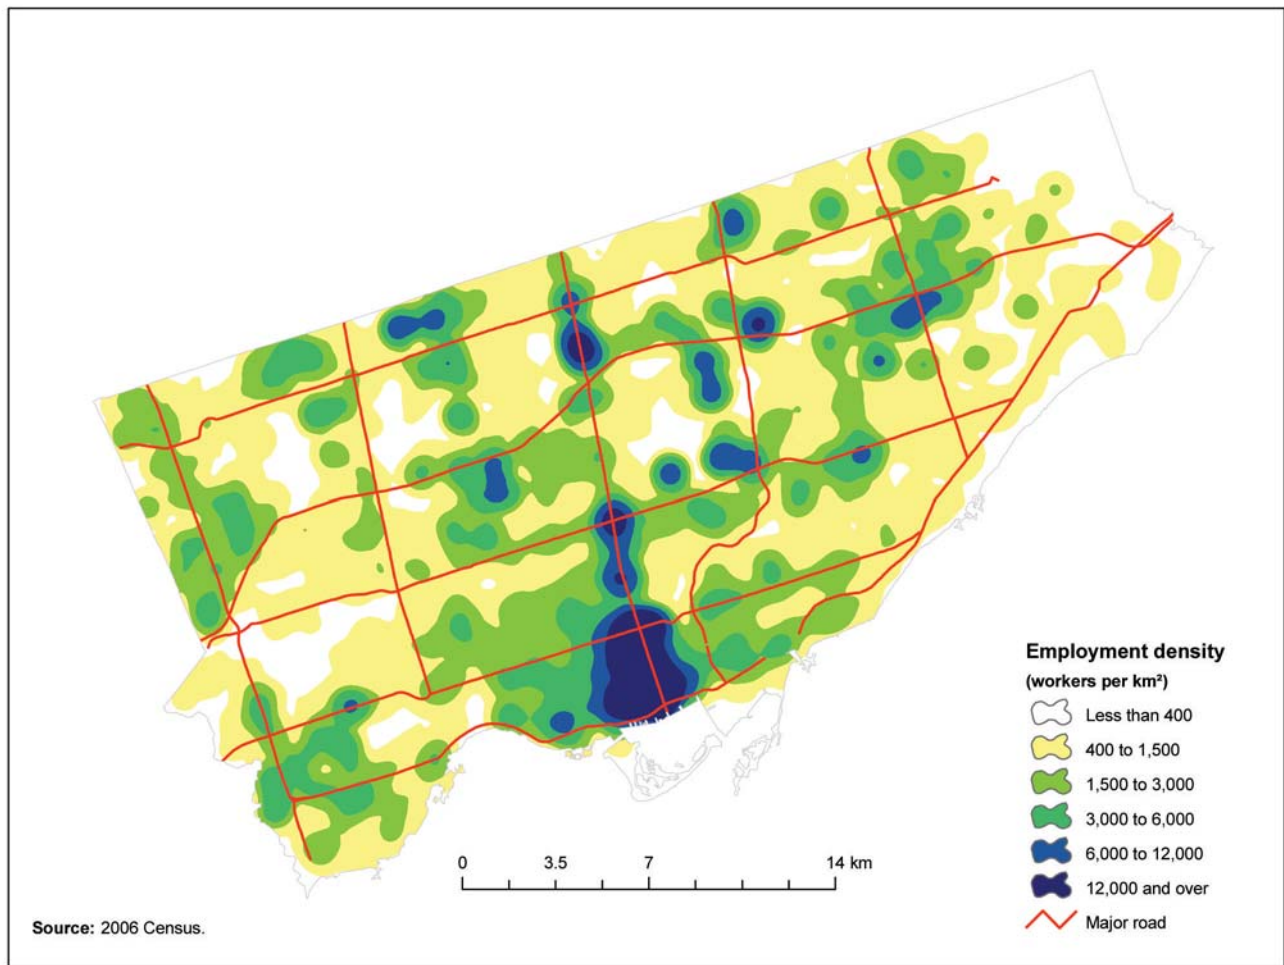 Employment density
(workers per km²)
Less than 400
400 to 1,500
1,500 to 3,000
3,000 to 6,000
6,000 to 12,000
12,000 and over
Major road
0 3.5 7 14 km
Source: 2006 Census.